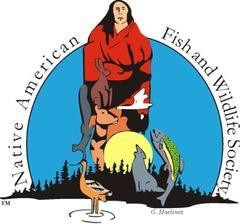 Native American
Fish and Wildlife Society
TM
G. Martinez